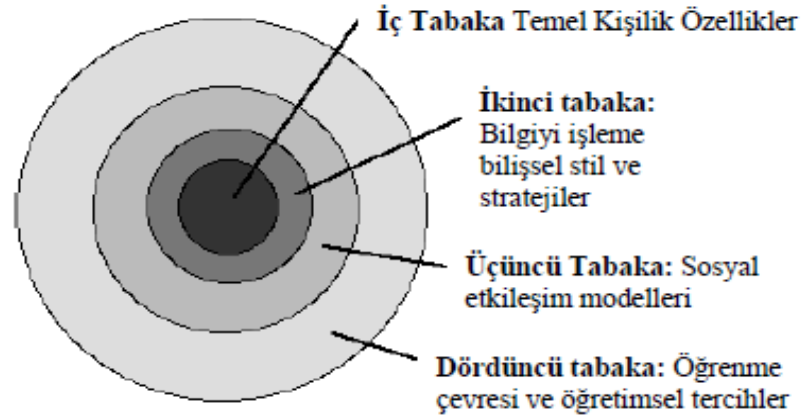 İç Tabaka Temel Kişilik Özellikler
İkinci tabaka:
Bilgiyi işleme
bilişsel stil ve
stratejiler
Üçüncü Tabaka: Sosyal
etkileşim modelleri
Dördüncü tabaka: Öğrenme
çevresi ve öğretimsel tercihler